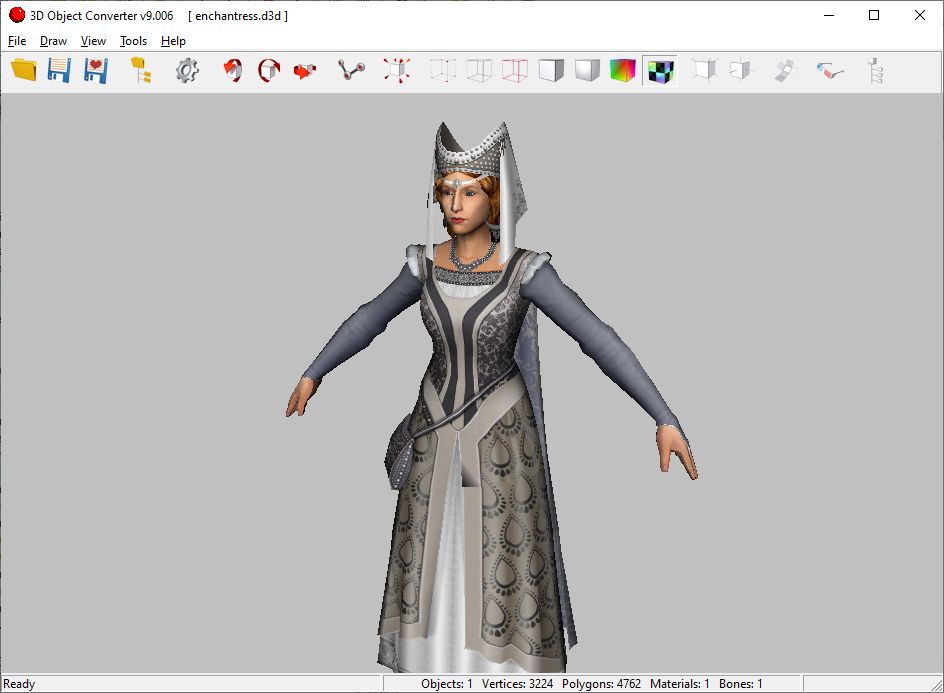 3D Object Converter v9.006 [ enchantress.d3d ]
File Draw View Tools Help
Ready Objects: 1 Vertices: 3224 Polygons: 4762 Materials: 1 Bones: 1